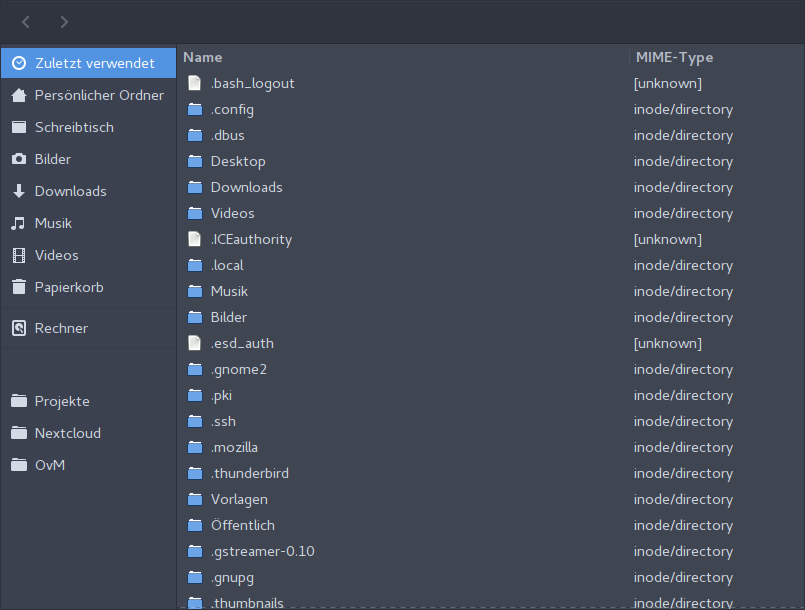 Name MIME-Type
Zuletzt verwendet
Persönlicher Ordner
Schreibtisch
Bilder
Downloads
Musik
Videos
Papierkorb
Rechner
Projekte
Nextcloud
OvM
.bash_logout [unknown]
.config inode/directory
.dbus inode/directory
Desktop inode/directory
Downloads inode/directory
Videos inode/directory
.ICEauthority [unknown]
.local inode/directory
Musik inode/directory
Bilder inode/directory
.esd_auth [unknown]
.gnome2 inode/directory
.pki inode/directory
.ssh inode/directory
.mozilla inode/directory
.thunderbird inode/directory
Vorlagen inode/directory
Öffentlich inode/directory
.gstreamer-0.10 inode/directory
.gnupg inode/directory
.thumbnails inode/directory